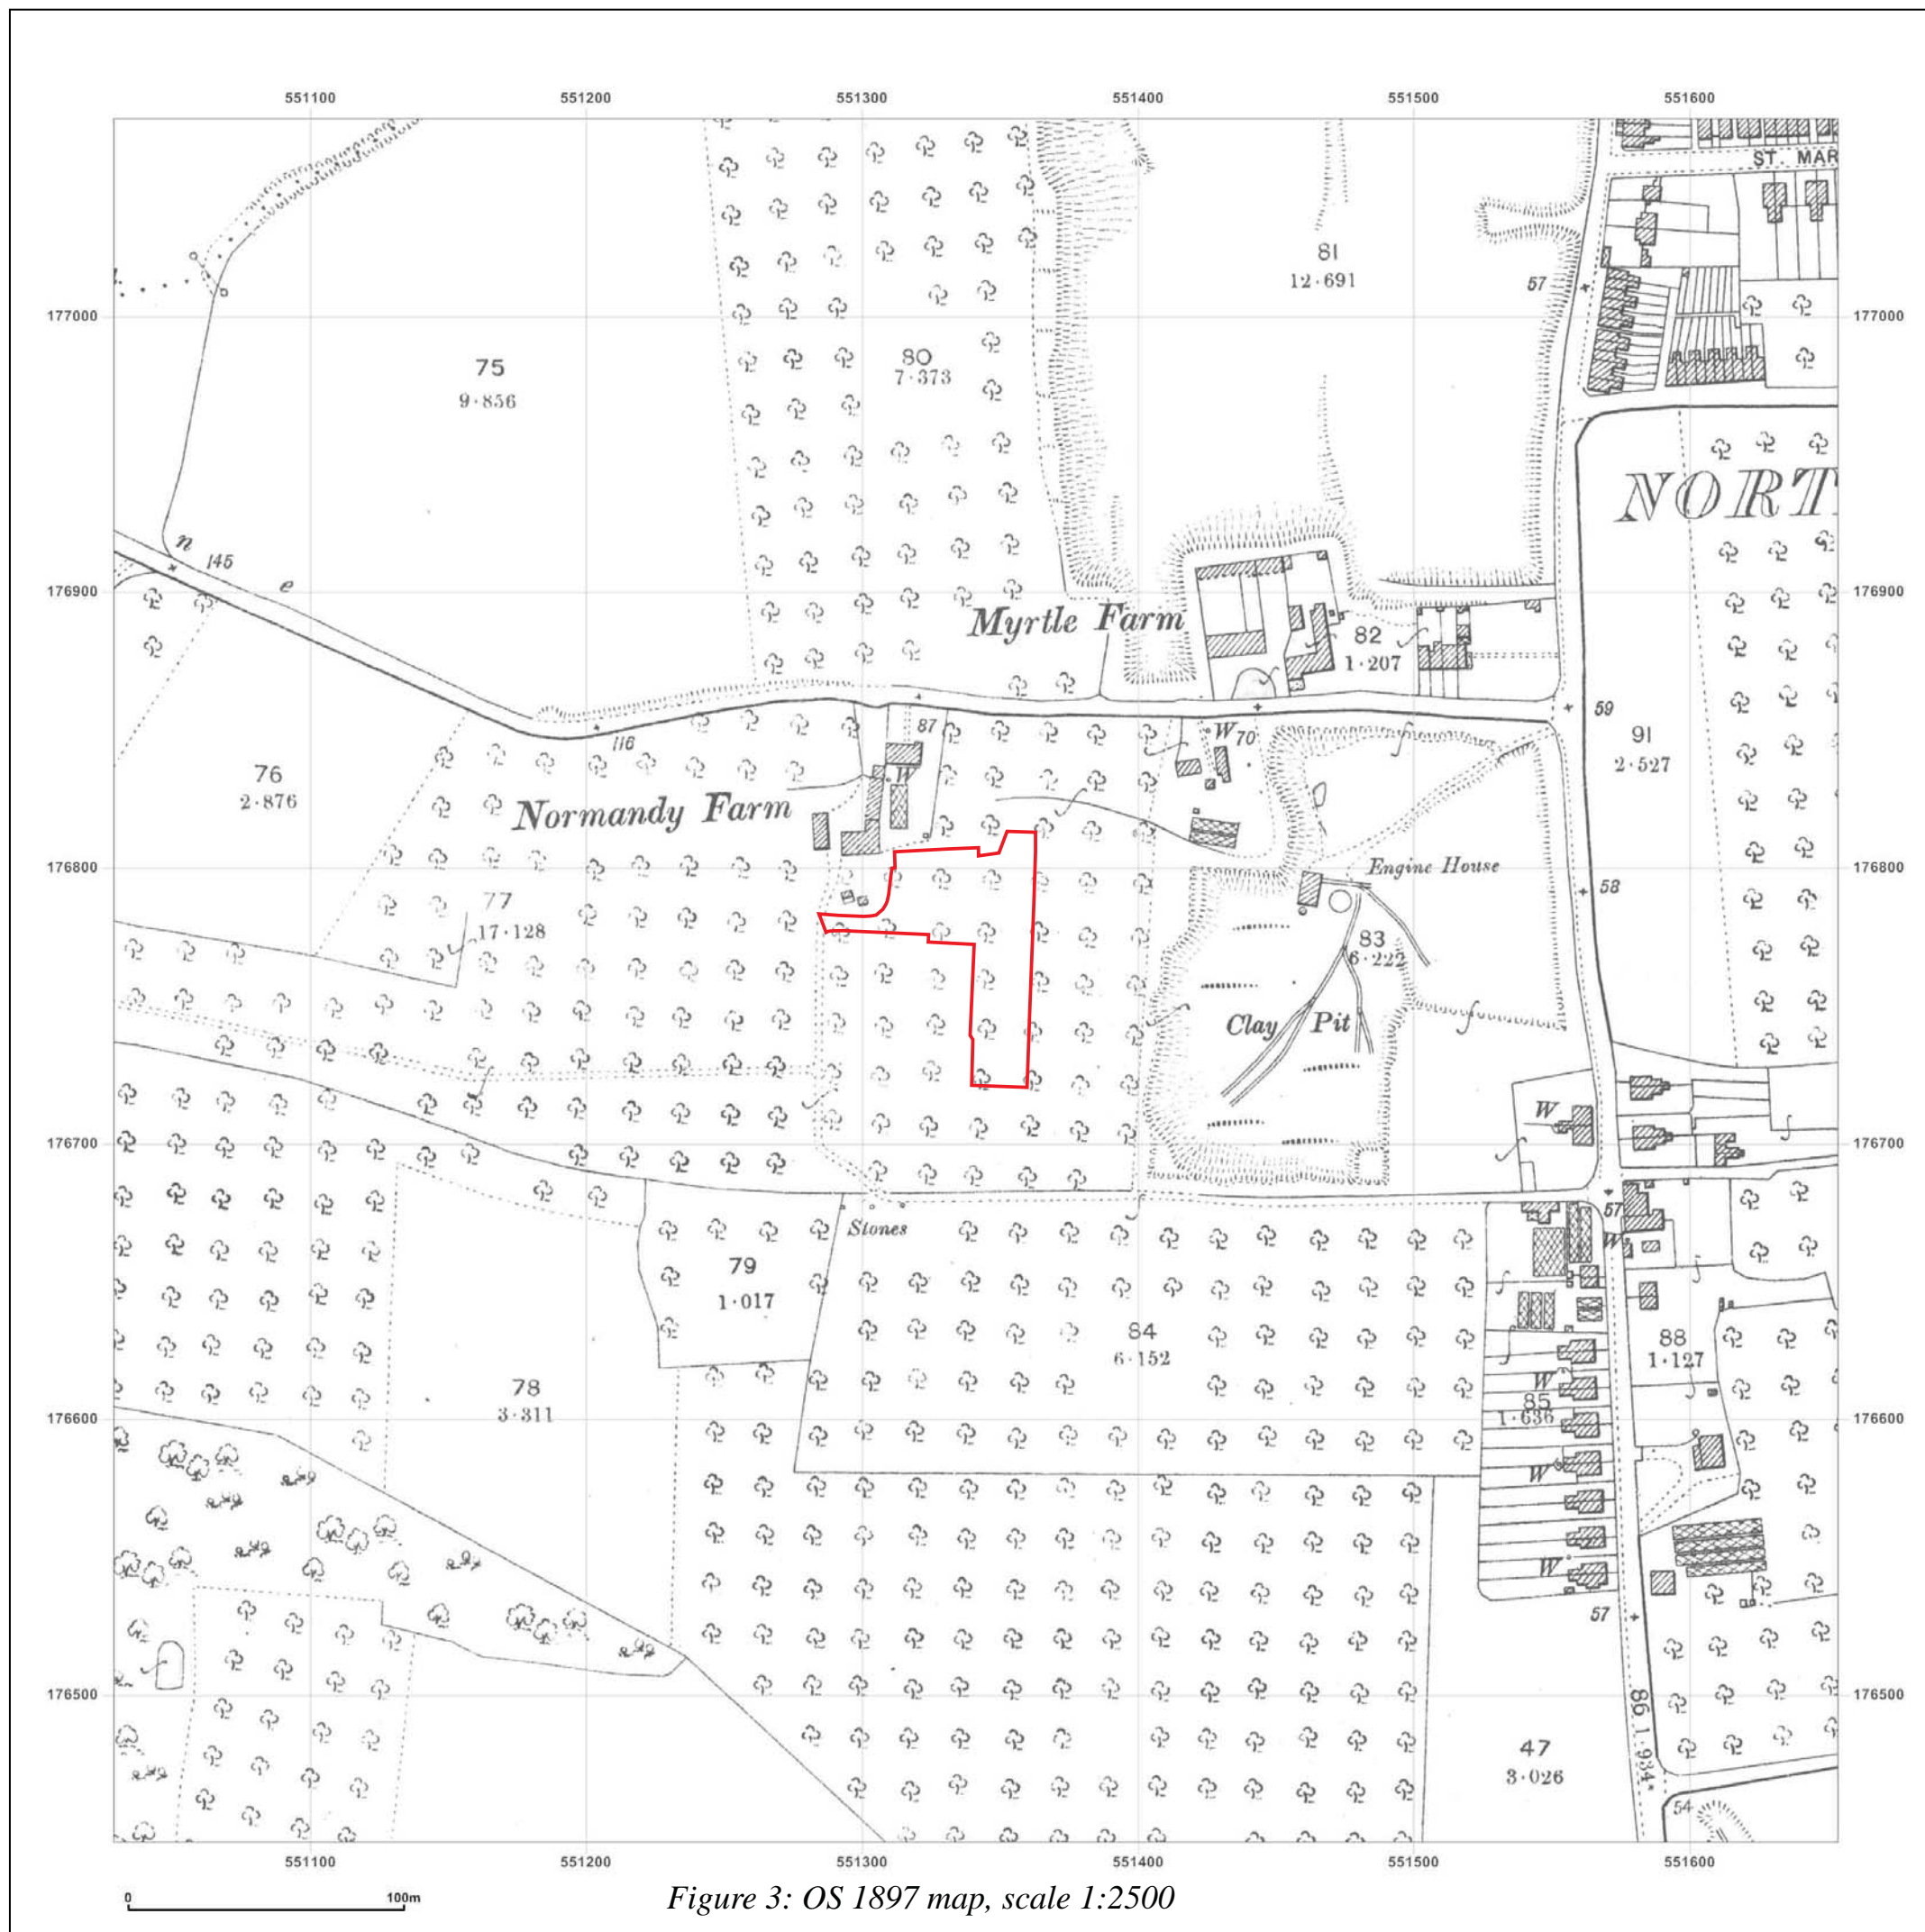 551100 551200 551300 551400 551500 551600
ST. MAR
81
12·691
57
177000 177000
75
9·856
80
7·373
NORT
n 145 e
176900 176900
Myrtle Farm
82
1·207
59
87
W 70
91
2·527
116
76
2·876
W
Normandy Farm
176800 176800
Engine House
58
77
17·128
83
6·222
Clay Pit
W
176700 176700
57
Stones
W
79
1·017
84
6·152
88
1·127
78
3·311
W
85
1·636
176600 176600
W
W
57
176500 176500
86 1·934
47
3·026
54
551100 551200 551300 551400 551500 551600
0 100m
Figure 3: OS 1897 map, scale 1:2500